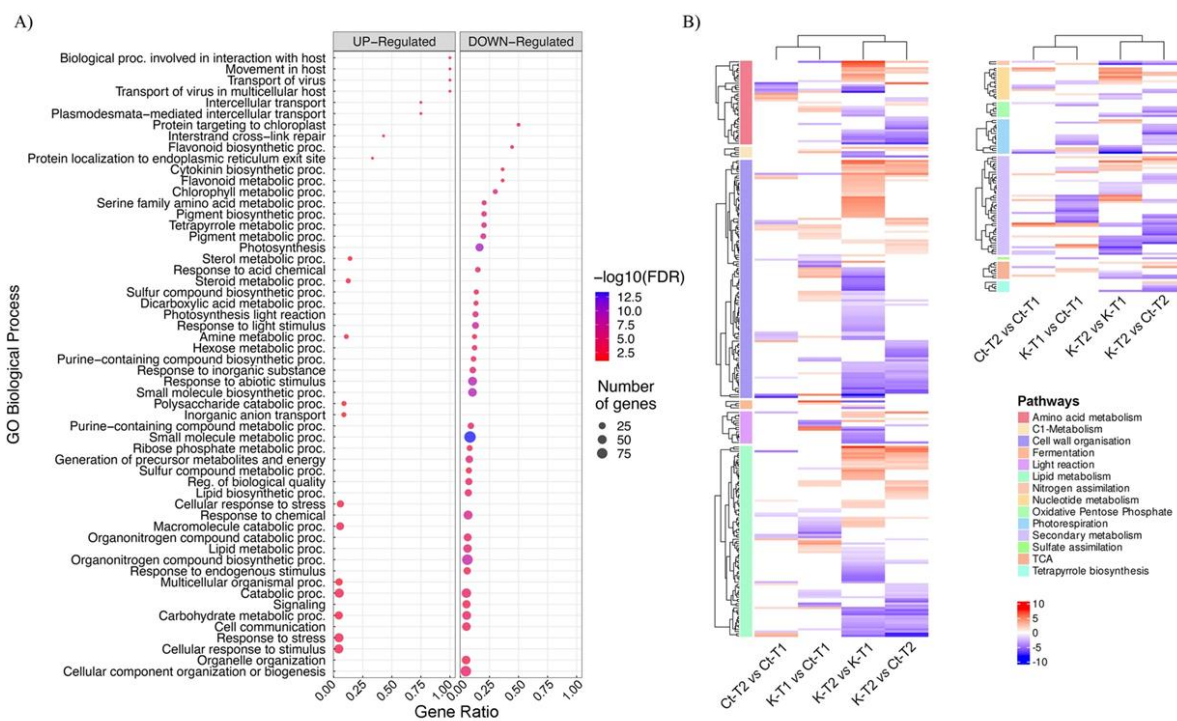 A)
B)
UP-Regulated
DOWN-Regulated
GO Biological Process
Biological proc. involved in interaction with host
Movement in host
Transport of virus
Transport of virus in multicellular host
Intercellular transport
Plasmodesmata-mediated intercellular transport
Protein targeting to chloroplast
Interstrand cross-link repair
Flavonoid biosynthetic proc.
Protein localization to endoplasmic reticulum exit site
Cytokinin biosynthetic proc.
Flavonoid metabolic proc.
Chlorophyll metabolic proc.
Serine family amino acid metabolic proc.
Pigment biosynthetic proc.
Tetrapyrrole metabolic proc.
Pigment metabolic proc.
Photosynthesis
Sterol metabolic proc.
Response to acid chemical
Steroid metabolic proc.
Sulfur compound biosynthetic proc.
Dicarboxylic acid metabolic proc.
Photosynthesis light reaction
Response to light stimulus
Amine metabolic proc.
Hexose metabolic proc.
Purine-containing compound biosynthetic proc.
Response to inorganic substance
Response to abiotic stimulus
Small molecule biosynthetic proc.
Polysaccharide catabolic proc.
Inorganic anion transport
Purine-containing compound metabolic proc.
Small molecule metabolic proc.
Ribose phosphate metabolic proc.
Generation of precursor metabolites and energy
Sulfur compound metabolic proc.
Reg. of biological quality
Lipid biosynthetic proc.
Cellular response to stress
Response to chemical
Macromolecule catabolic proc.
Organonitrogen compound catabolic proc.
Lipid metabolic proc.
Organonitrogen compound biosynthetic proc.
Response to endogenous stimulus
Multicellular organismal proc.
Catabolic proc.
Signaling
Carbohydrate metabolic proc.
Cell communication
Response to stress
Cellular response to stimulus
Organelle organization
Cellular component organization or biogenesis
0.00 0.25 0.50 0.75 1.00 0.00 0.25 0.50 0.75 1.00
Gene Ratio
-log10(FDR)
12.5
10.0
7.5
5.0
2.5
Number
of genes
25
50
75
Ct-T2 vs Ct-T1
K-T1 vs Ct-T1
K-T2 vs K-T1
K-T2 vs Ct-T2
Ct-T2 vs Ct-T1
K-T1 vs Ct-T1
K-T2 vs K-T1
K-T2 vs Ct-T2
Pathways
Amino acid metabolism
C1-Metabolism
Cell wall organisation
Fermentation
Light reaction
Lipid metabolism
Nitrogen assimilation
Nucleotide metabolism
Oxidative Pentose Phosphate
Photorespiration
Secondary metabolism
Sulfate assimilation
TCA
Tetrapyrrole biosynthesis
10
5
0
-5
-10